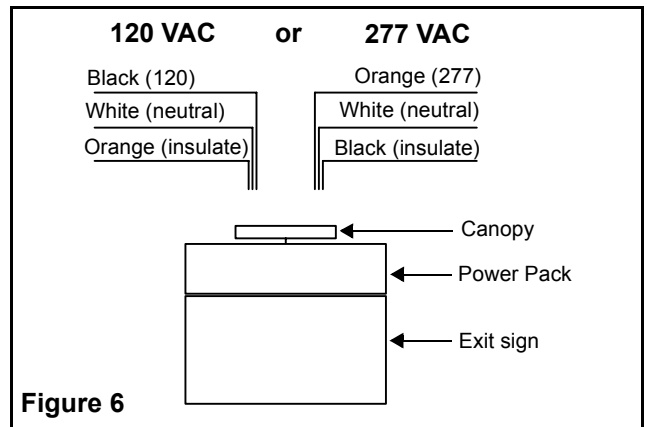 120 VAC or 277 VAC
Black (120)
White (neutral)
Orange (insulate)
Orange (277)
White (neutral)
Black (insulate)
Canopy
Power Pack
Exit sign
Figure 6